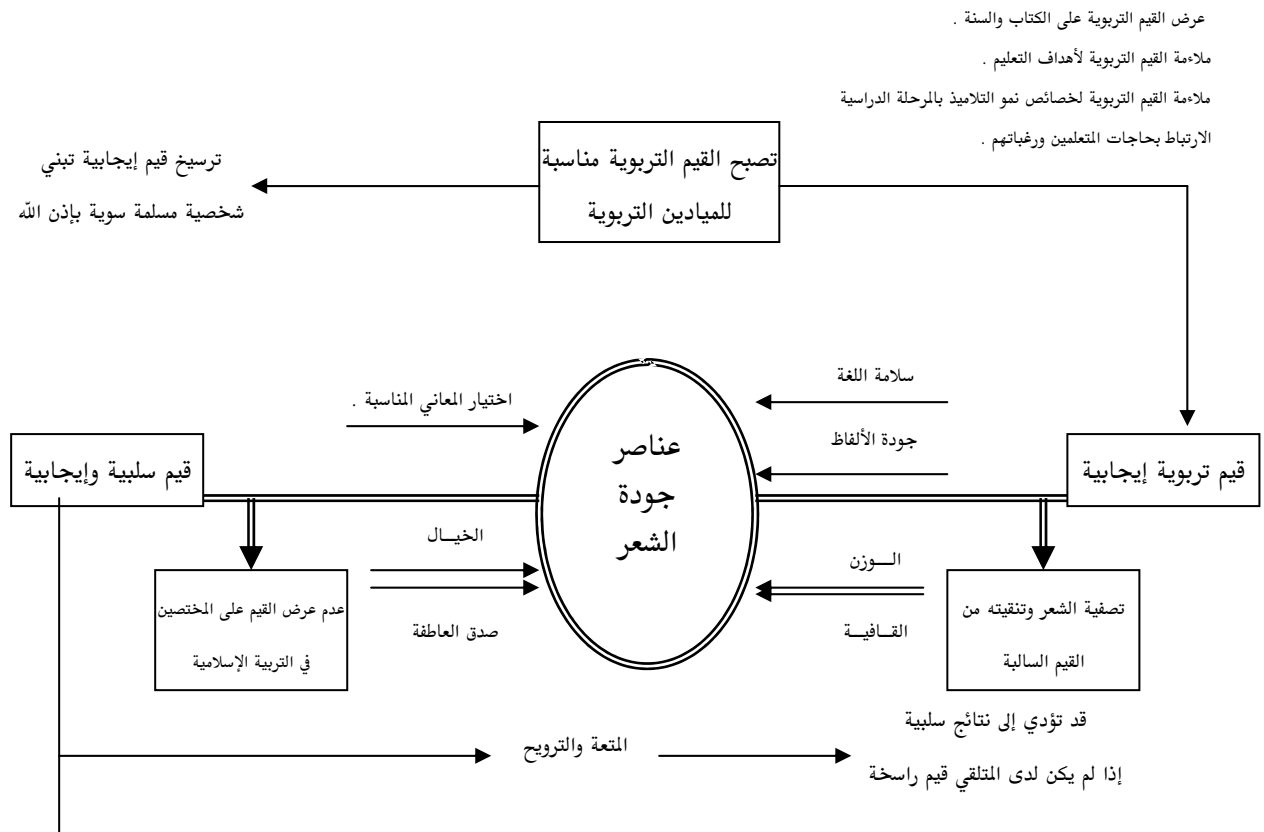 عرض القيم التربوية على الكتاب والسنة .
ملاءمة القيم التربوية لأهداف التعليم .
ملاءمة القيم التربوية لخصائص نمو التلاميذ بالمرحلة الدراسية
الارتباط بحاجات المتعلمين ورغباتهم .
تصبح القيم التربوية مناسبة
للميادين التربوية
ترسيخ قيم إيجابية تبني
شخصية مسلمة سوية بإذن الله
سلامة اللغة
جودة الألفاظ
قيم تربوية إيجابية
عناصر
جودة
الشعر
اختيار المعاني المناسبة .
قيم سلبية وإيجابية
الـــوزن
القــافيــة
تصفية الشعر وتنقيته من
القيم السالبة
الخيــال
صدق العاطفة
عدم عرض القيم على المختصين
في التربية الإسلامية
قد تؤدي إلى نتائج سلبية
إذا لم يكن لدى المتلقي قيم راسخة
المتعة والترويح